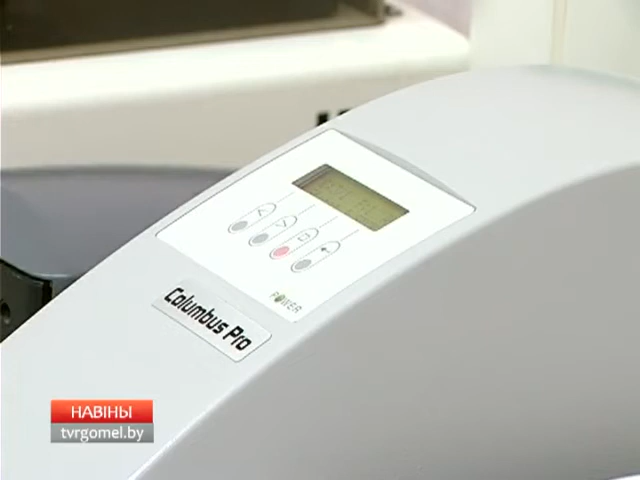 POWER
Columbus Pro
НАВІНЫ
tvrgomel.by